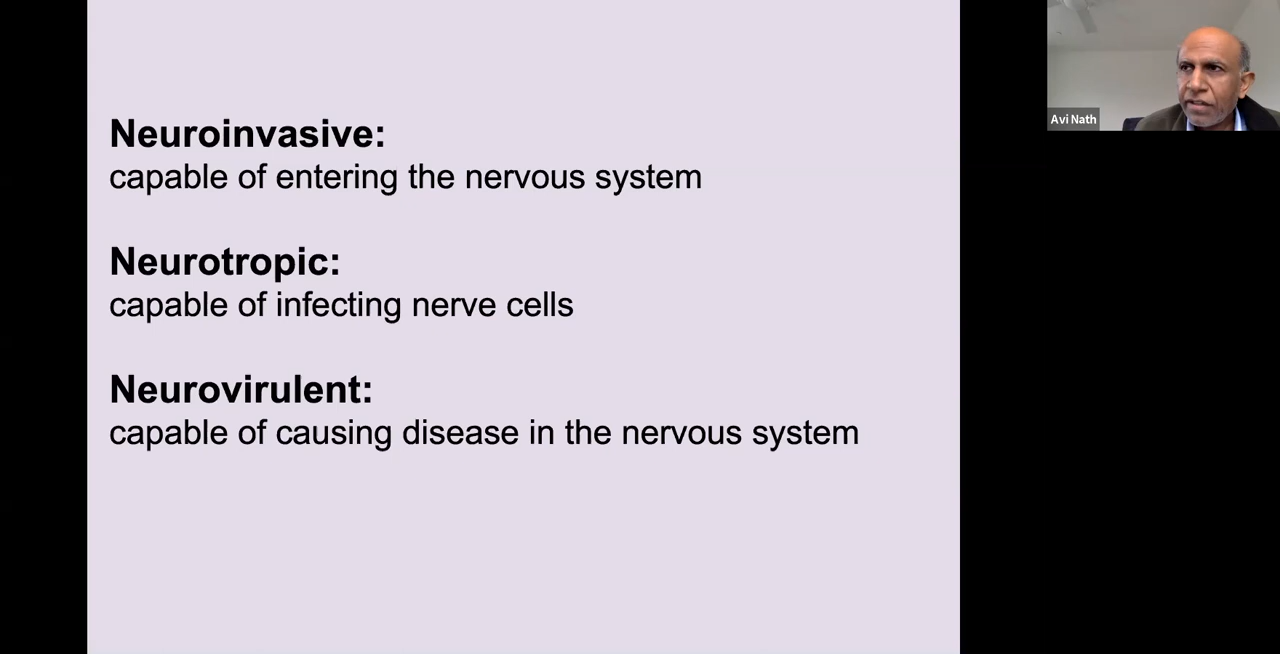 Neuroinvasive:
capable of entering the nervous system
Neurotropic:
capable of infecting nerve cells
Neurovirulent:
capable of causing disease in the nervous system
Avi Nath